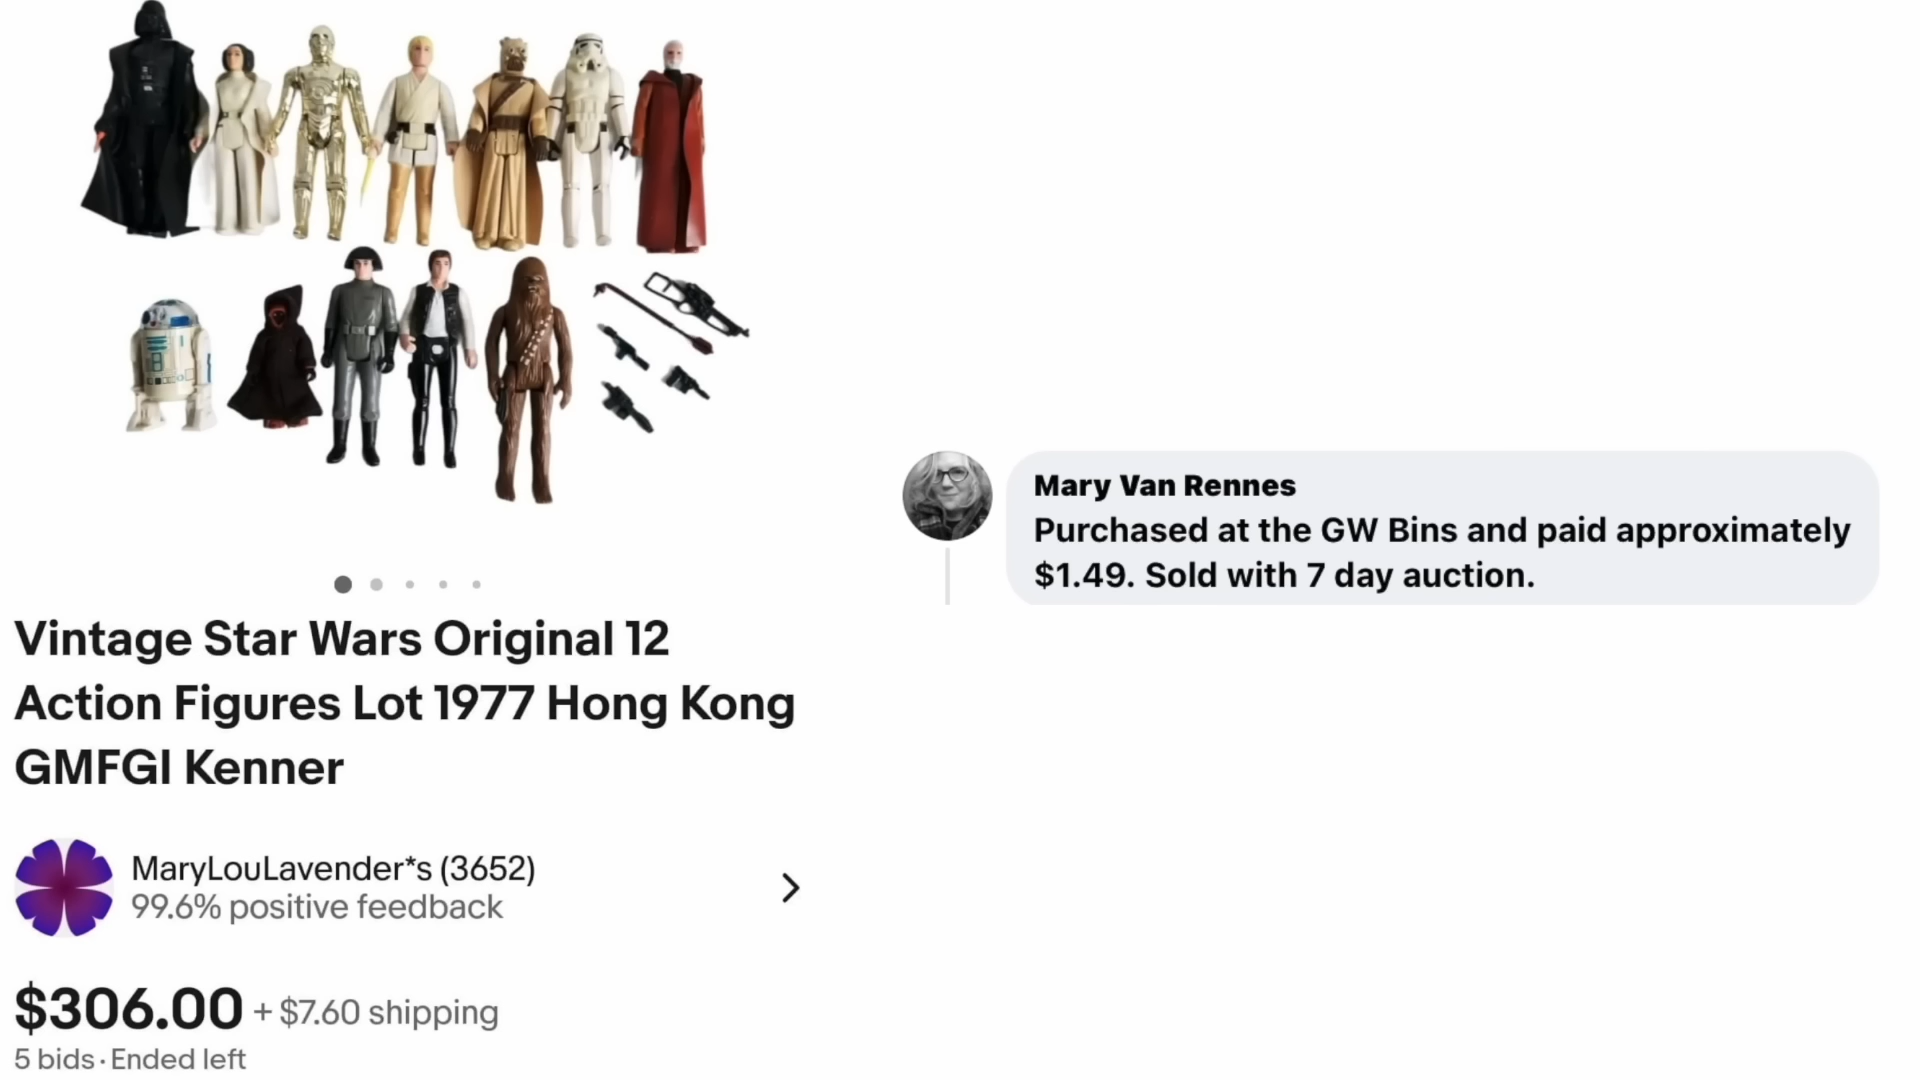 Vintage Star Wars Original 12
Action Figures Lot 1977 Hong Kong
GMFGI Kenner
MaryLouLavender*s (3652)
99.6% positive feedback
$306.00 + $7.60 shipping
5 bids · Ended left
Mary Van Rennes
Purchased at the GW Bins and paid approximately
$1.49. Sold with 7 day auction.